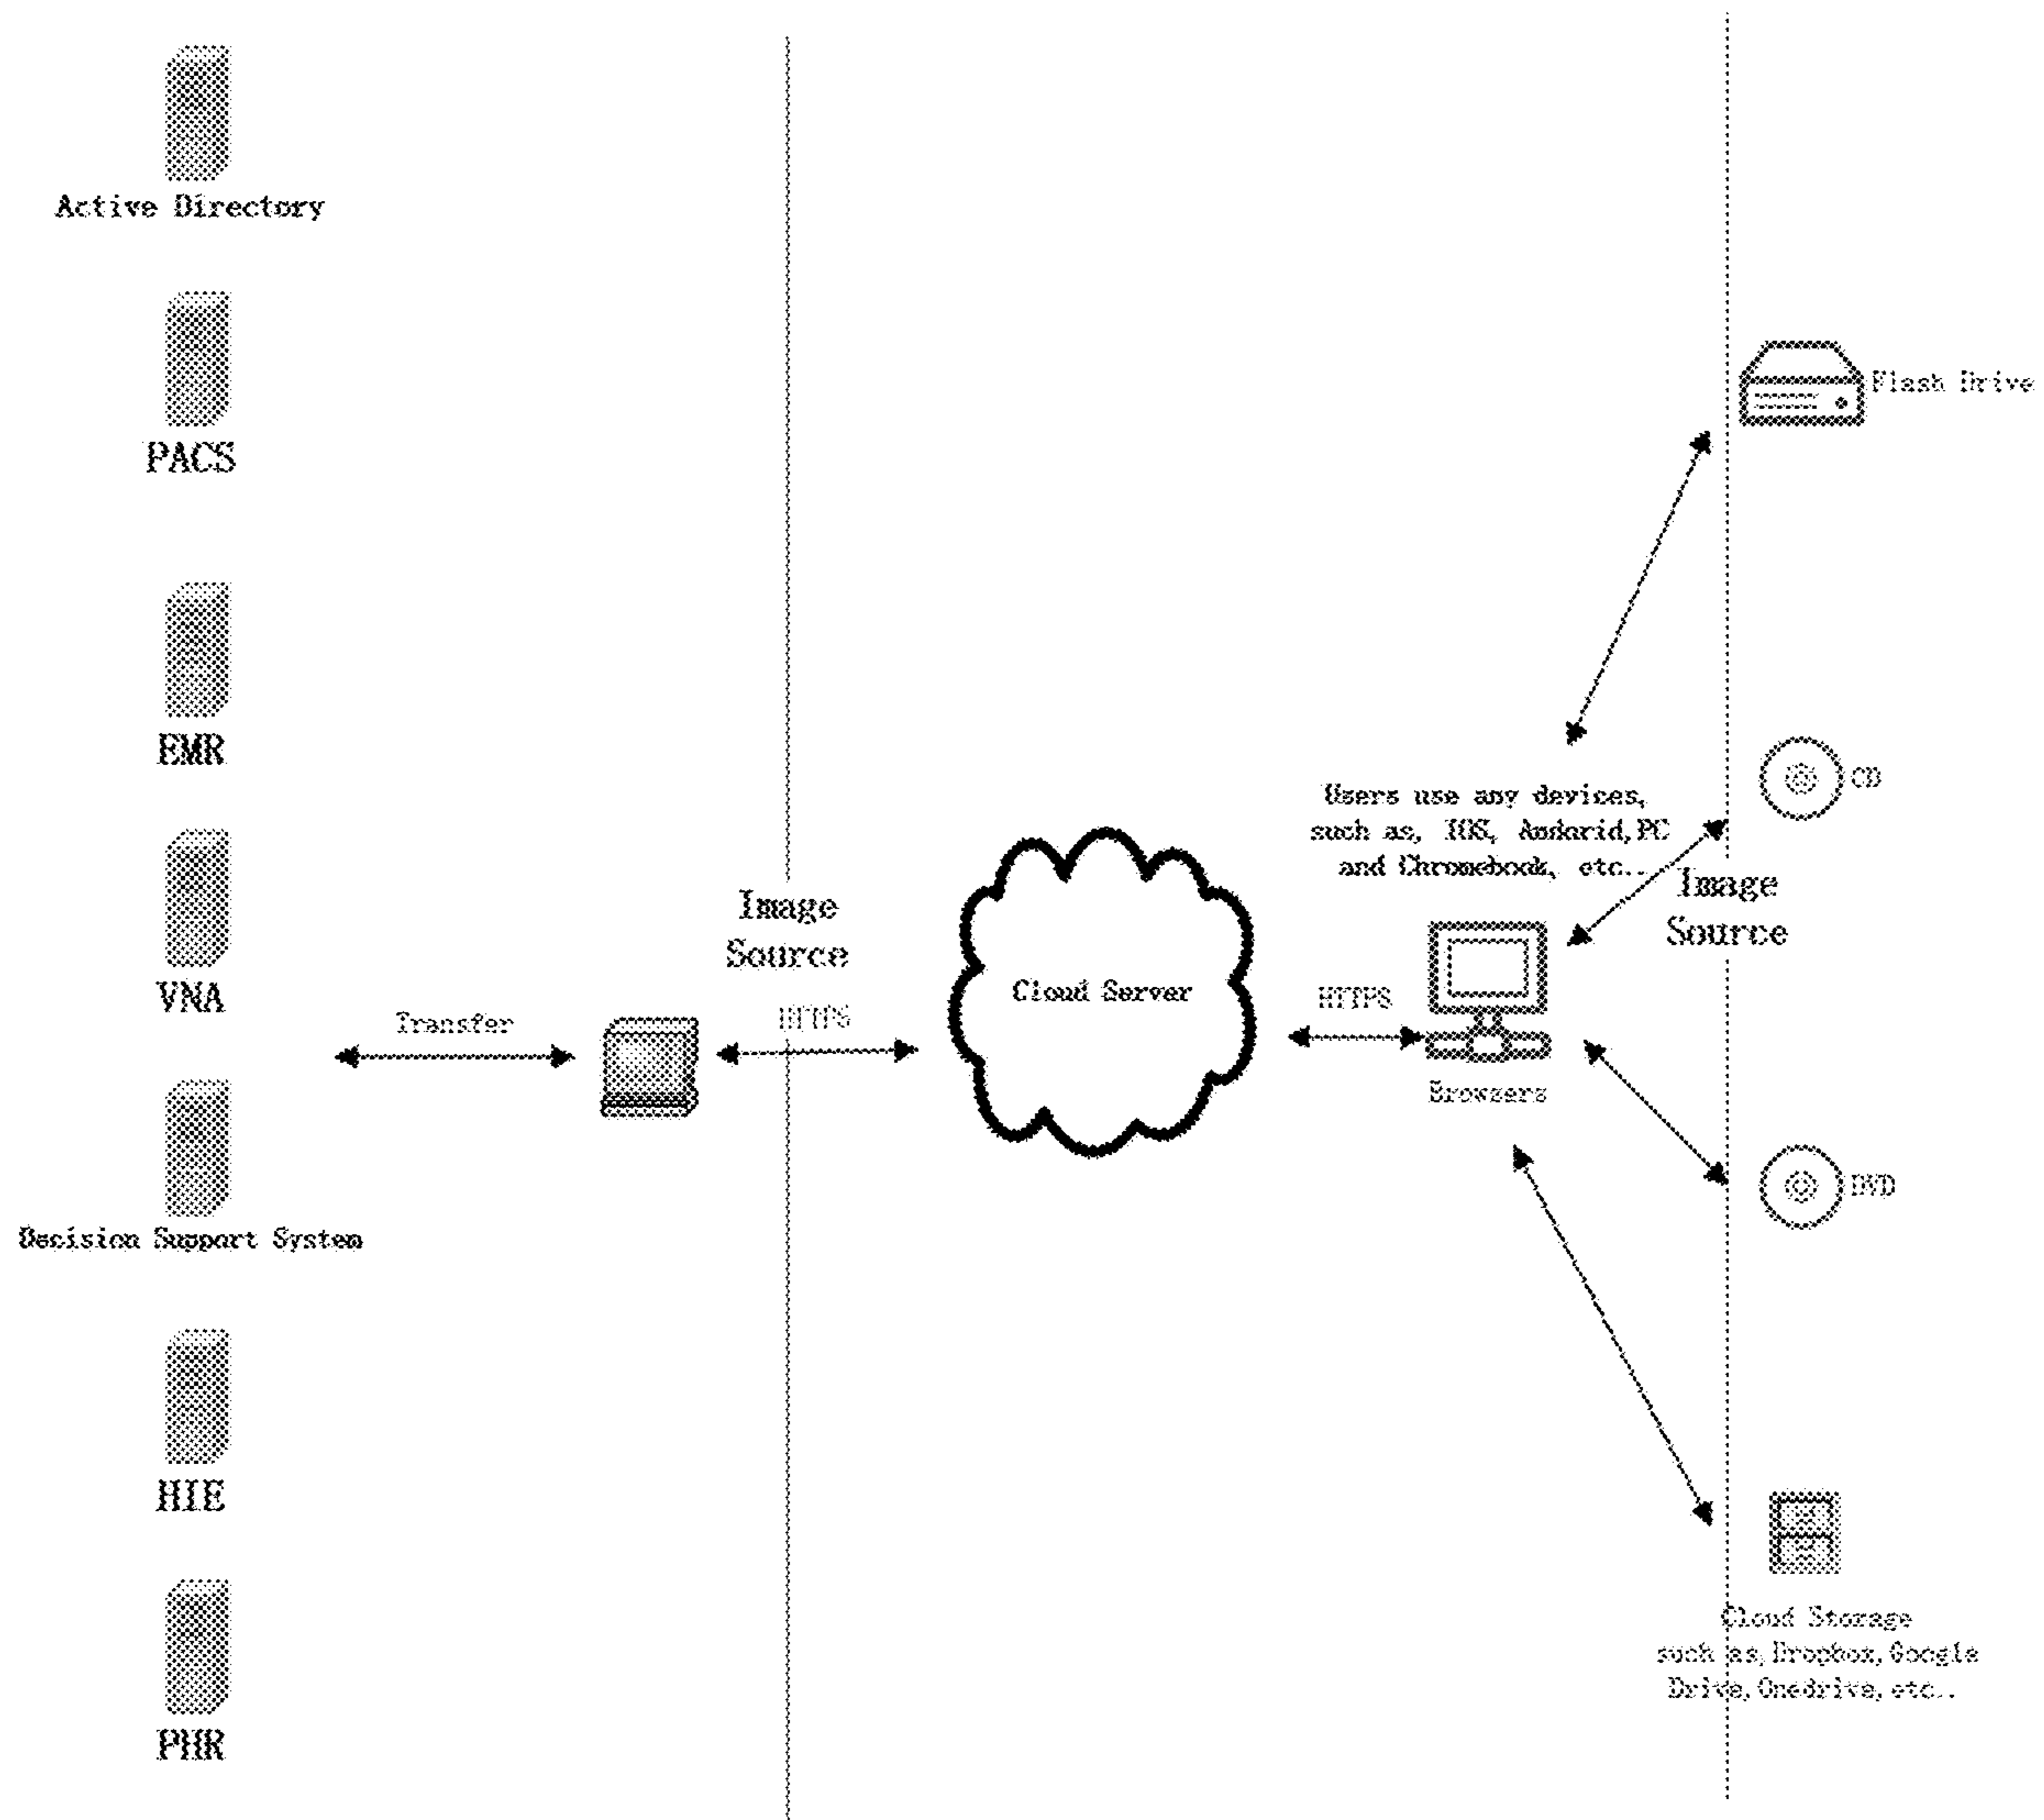 Active Directory
PACS
EMR
VNA
Decision Support System
HIE
PHR
Transfer
Image
Source
HTTPS
Cloud Server
HTTPS
Users use any devices,
such as, IOS, Andorid,PC
and Chromebook, etc..
Browzers
Image
Source
Flash Drive
CD
DVD
Cloud Storage
such as,Dropbox,Google
Drive,Onedrive,etc..